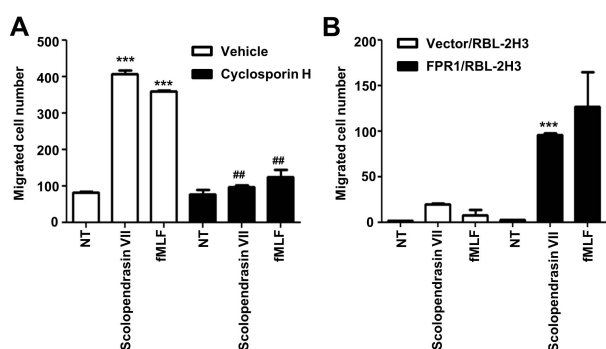 A
Migrated cell number
500
400
300
200
100
0
Vehicle
Cyclosporin H
***
***
##
##
NT
Scolopendrasin VII
fMLF
NT
Scolopendrasin VII
fMLF
B
Migrated cell number
200
150
100
50
0
Vector/RBL-2H3
FPR1/RBL-2H3
***
NT
Scolopendrasin VII
fMLF
NT
Scolopendrasin VII
fMLF